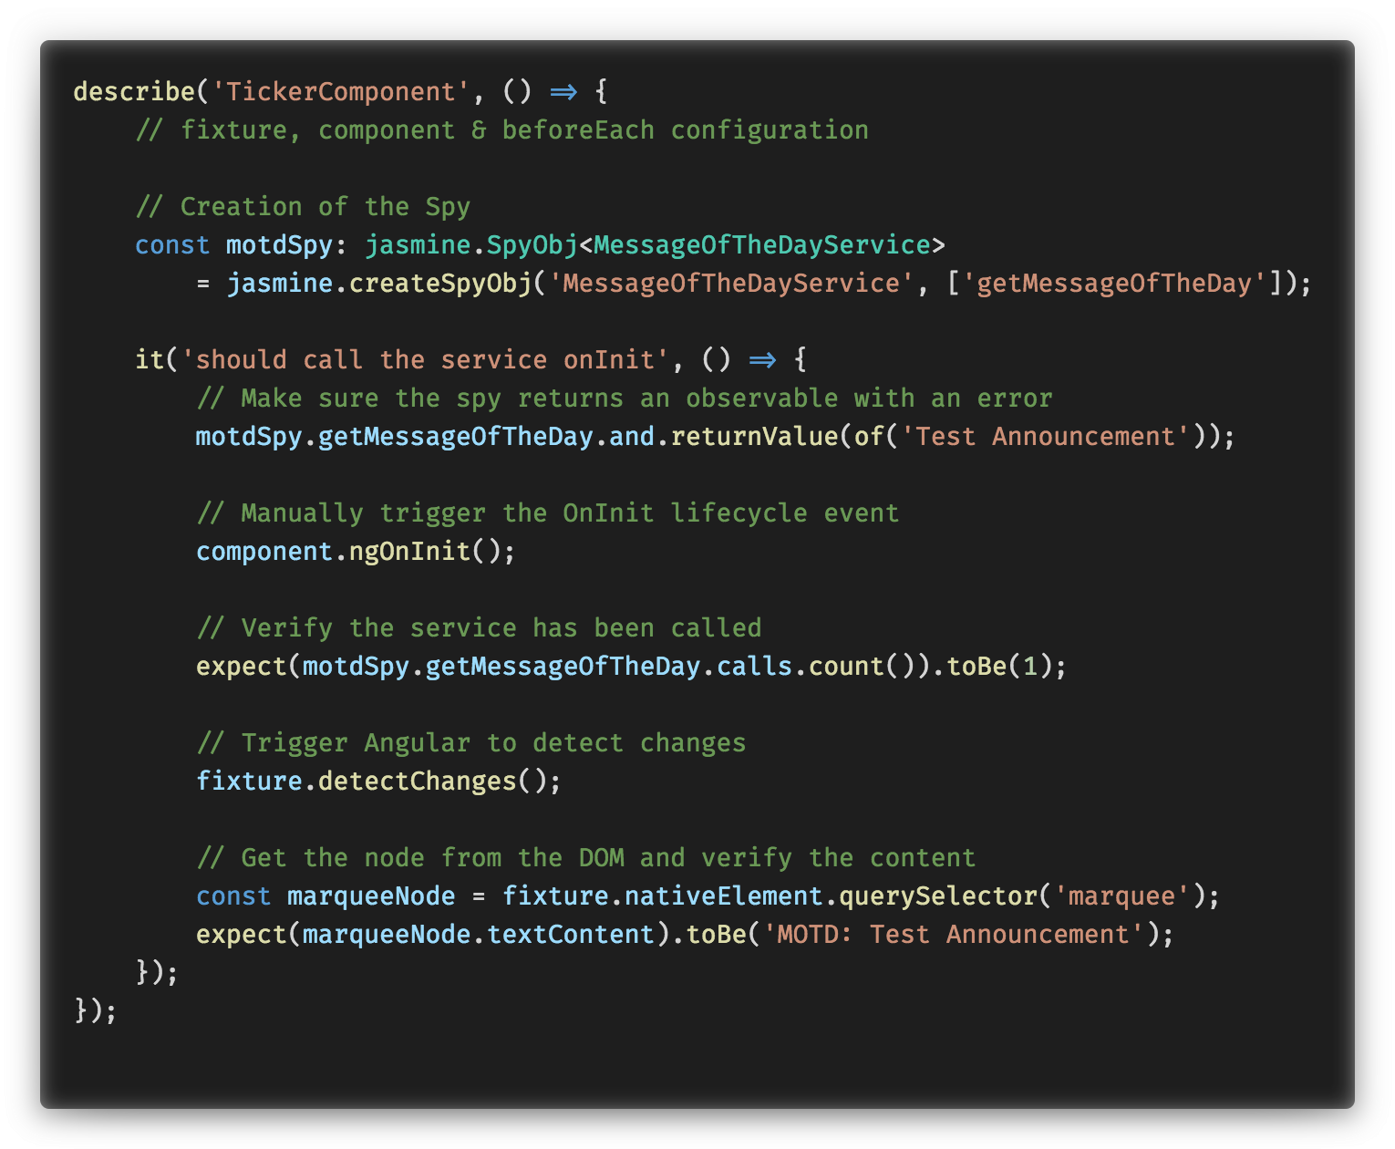 describe('TickerComponent', () => {
    // fixture, component & beforeEach configuration

    // Creation of the Spy
    const motdSpy: jasmine.SpyObj<MessageOfTheDayService>
        = jasmine.createSpyObj('MessageOfTheDayService', ['getMessageOfTheDay']);

    it('should call the service onInit', () => {
        // Make sure the spy returns an observable with an error
        motdSpy.getMessageOfTheDay.and.returnValue(of('Test Announcement'));

        // Manually trigger the OnInit lifecycle event
        component.ngOnInit();

        // Verify the service has been called
        expect(motdSpy.getMessageOfTheDay.calls.count()).toBe(1);

        // Trigger Angular to detect changes
        fixture.detectChanges();

        // Get the node from the DOM and verify the content
        const marqueeNode = fixture.nativeElement.querySelector('marquee');
        expect(marqueeNode.textContent).toBe('MOTD: Test Announcement');
    });
});